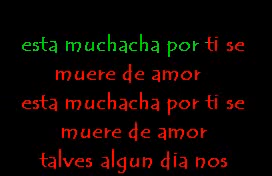 esta muchacha por ti se
muere de amor
esta muchacha por ti se
muere de amor
talves algun dia nos